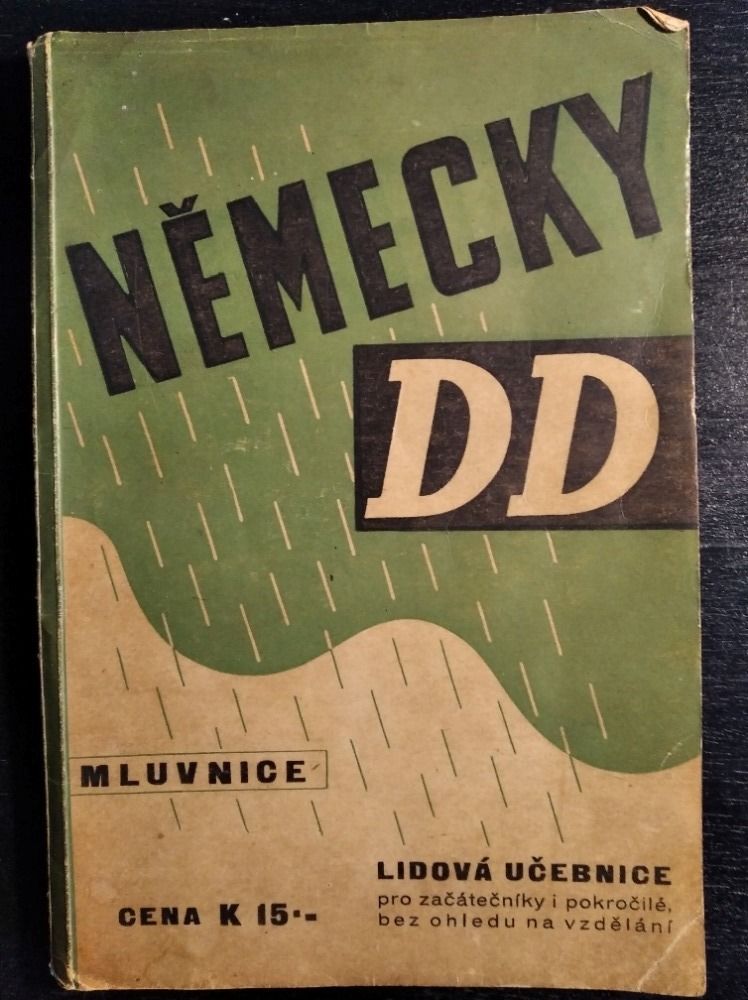 NĚMECKY
DD
MLUVNICE
LIDOVÁ UČEBNICE
pro začátečníky i pokročilé,
bez ohledu na vzdělání
CENA K 15·-